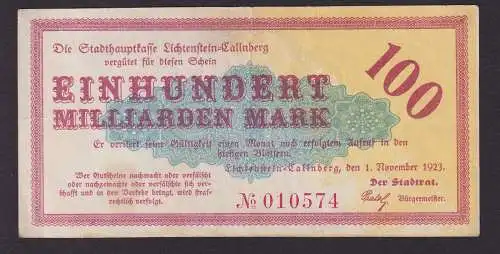 Die Stadthauptkasse Lichtenstein-Callnberg
vergütet für diesen Schein
100
EINHUNDERT
MILLIARDEN MARK
Er verliert seine Gültigkeit einen Monat nach erfolgtem Aufruf in den
hiesigen Blättern.
Lichtenstein-Callnberg, den 1. November 1923.
Wer Gutscheine nachmacht oder verfälscht
oder nachgemachte oder verfälschte sich ver-
schafft und in den Verkehr bringt, wird straf-
rechtlich verfolgt.
Der Stadtrat.
Bürgermeister.
№ 010574